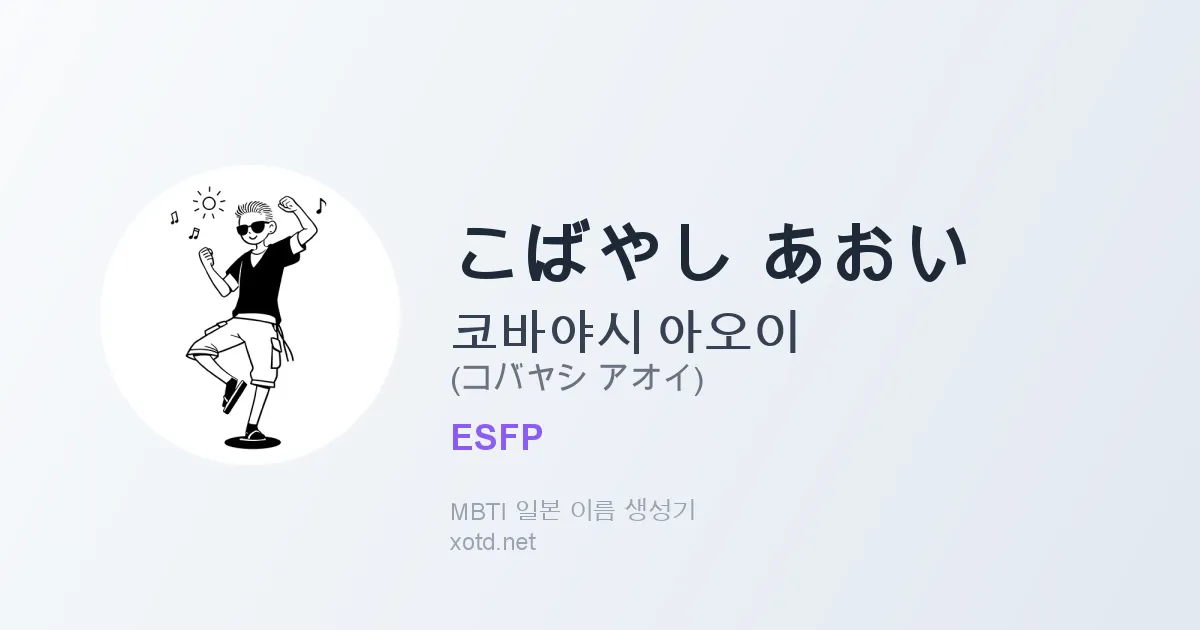 こばやし あおい
코바야시 아오이
(コバヤシ アオイ)
ESFP
MBTI 일본 이름 생성기
xotd.net